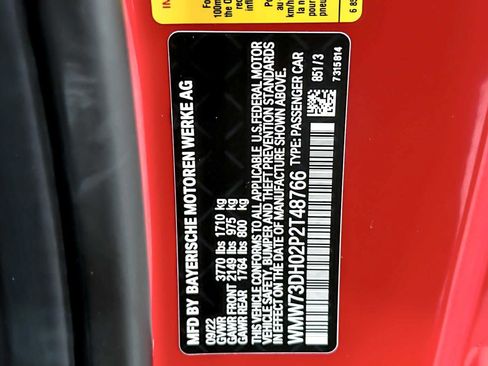 MFD BY BAYERISCHE MOTOREN WERKE AG
09/22
GVWR 3770 lbs 1710 kg
GAWR FRONT 2149 lbs 975 kg
GAWR REAR 1764 lbs 800 kg
THIS VEHICLE CONFORMS TO ALL APPLICABLE U.S.FEDERAL MOTOR
VEHICLE SAFETY, BUMPER AND THEFT PREVENTION STANDARDS
IN EFFECT ON THE DATE OF MANUFACTURE SHOWN ABOVE.
WMW73DH02P2T48766 TYPE: PASSENGER CAR
851/3
7315814